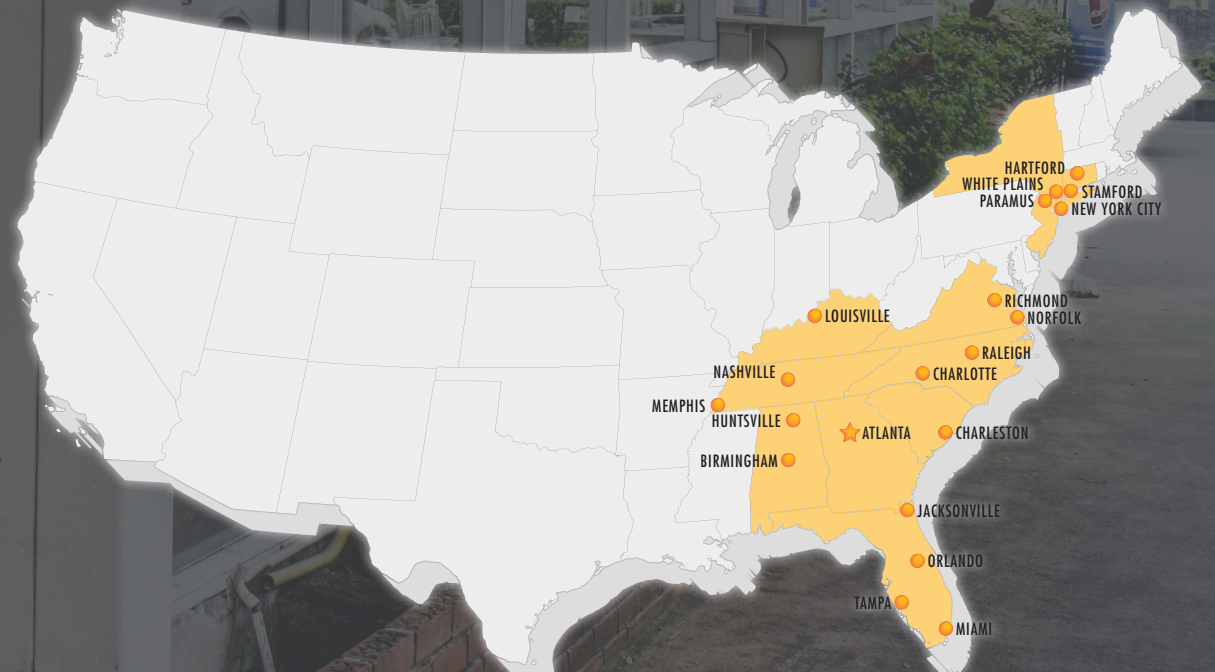 HARTFORD
WHITE PLAINS
STAMFORD
PARAMUS
NEW YORK CITY
RICHMOND
LOUISVILLE
NORFOLK
RALEIGH
NASHVILLE
CHARLOTTE
MEMPHIS
HUNTSVILLE
ATLANTA
CHARLESTON
BIRMINGHAM
JACKSONVILLE
ORLANDO
TAMPA
MIAMI